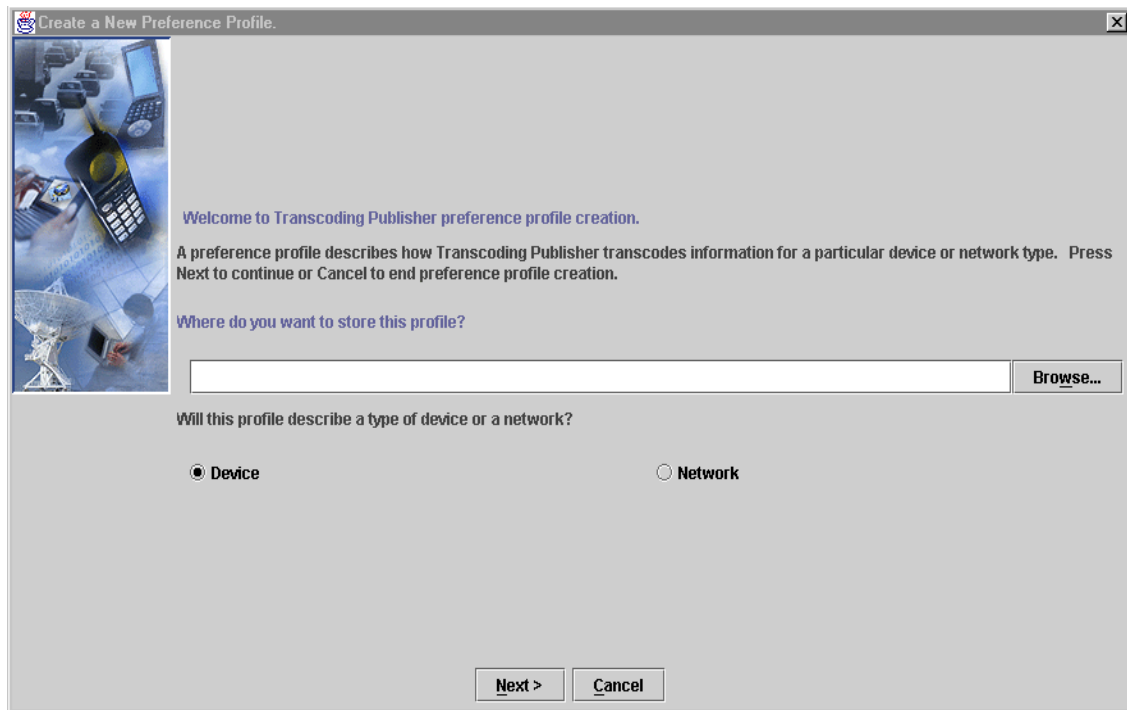 Create a New Preference Profile.
Welcome to Transcoding Publisher preference profile creation.
A preference profile describes how Transcoding Publisher transcodes information for a particular device or network type. Press
Next to continue or Cancel to end preference profile creation.
Where do you want to store this profile?
Browse...
Will this profile describe a type of device or a network?
Device
Network
Next >
Cancel